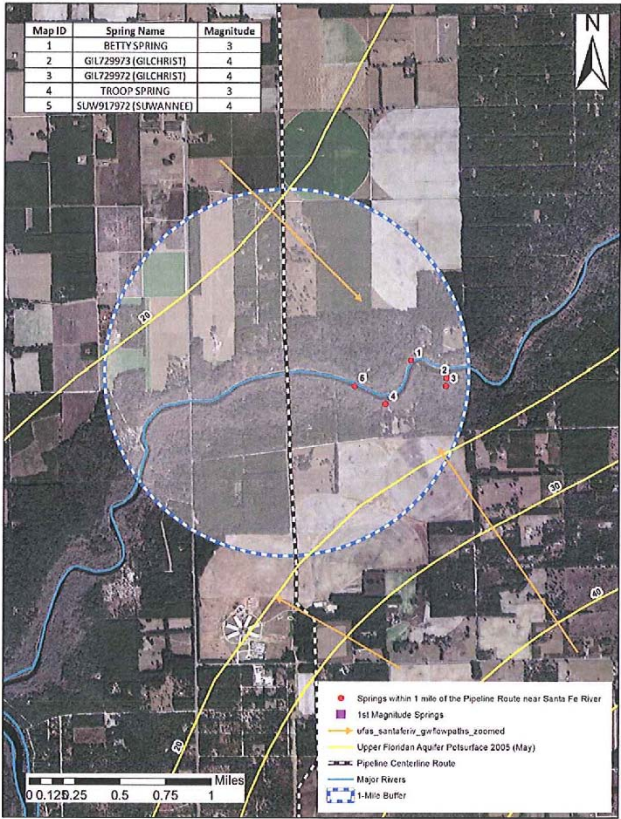 Map ID Spring Name Magnitude
1 BETTY SPRING 3
2 GIL729973 (GILCHRIST) 4
3 GIL729972 (GILCHRIST) 4
4 TROOP SPRING 3
5 SUW917972 (SUWANNEE) 4
N
20
1
2
3
5
4
30
40
20
Springs within 1 mile of the Pipeline Route near Santa Fe River
1st Magnitude Springs
ufas_santaferiv_gwflowpaths_zoomed
Upper Floridan Aquifer Potsurface 2005 (May)
Pipeline Centerline Route
Major Rivers
1-Mile Buffer
Miles
0 0.125 0.25 0.5 0.75 1